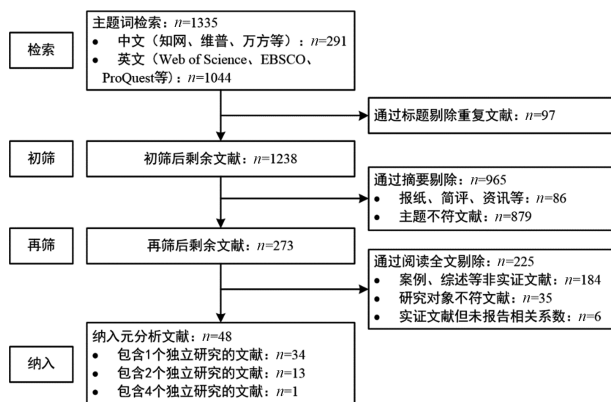 检索
主题词检索：n=1335
● 中文（知网、维普、万方等）：n=291
● 英文（Web of Science、EBSCO、
ProQuest等）：n=1044
通过标题剔除重复文献：n=97
初筛
初筛后剩余文献：n=1238
通过摘要剔除：n=965
● 报纸、简评、资讯等：n=86
● 主题不符文献：n=879
再筛
再筛后剩余文献：n=273
通过阅读全文剔除：n=225
● 案例、综述等非实证文献：n=184
● 研究对象不符文献：n=35
● 实证文献但未报告相关系数：n=6
纳入
纳入元分析文献：n=48
● 包含1个独立研究的文献：n=34
● 包含2个独立研究的文献：n=13
● 包含4个独立研究的文献：n=1